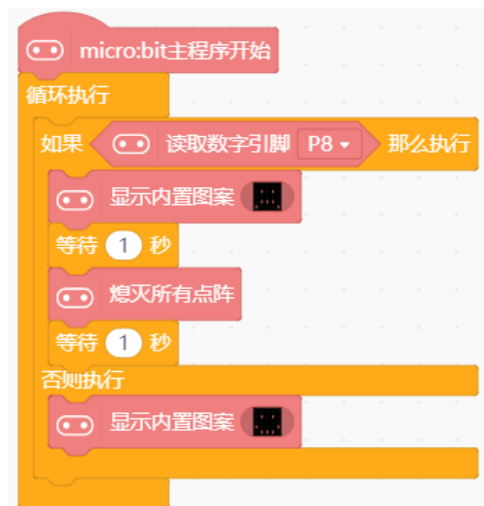 micro:bit主程序开始
循环执行
如果 读取数字引脚 P8 那么执行
显示内置图案
等待 1 秒
熄灭所有点阵
等待 1 秒
否则执行
显示内置图案